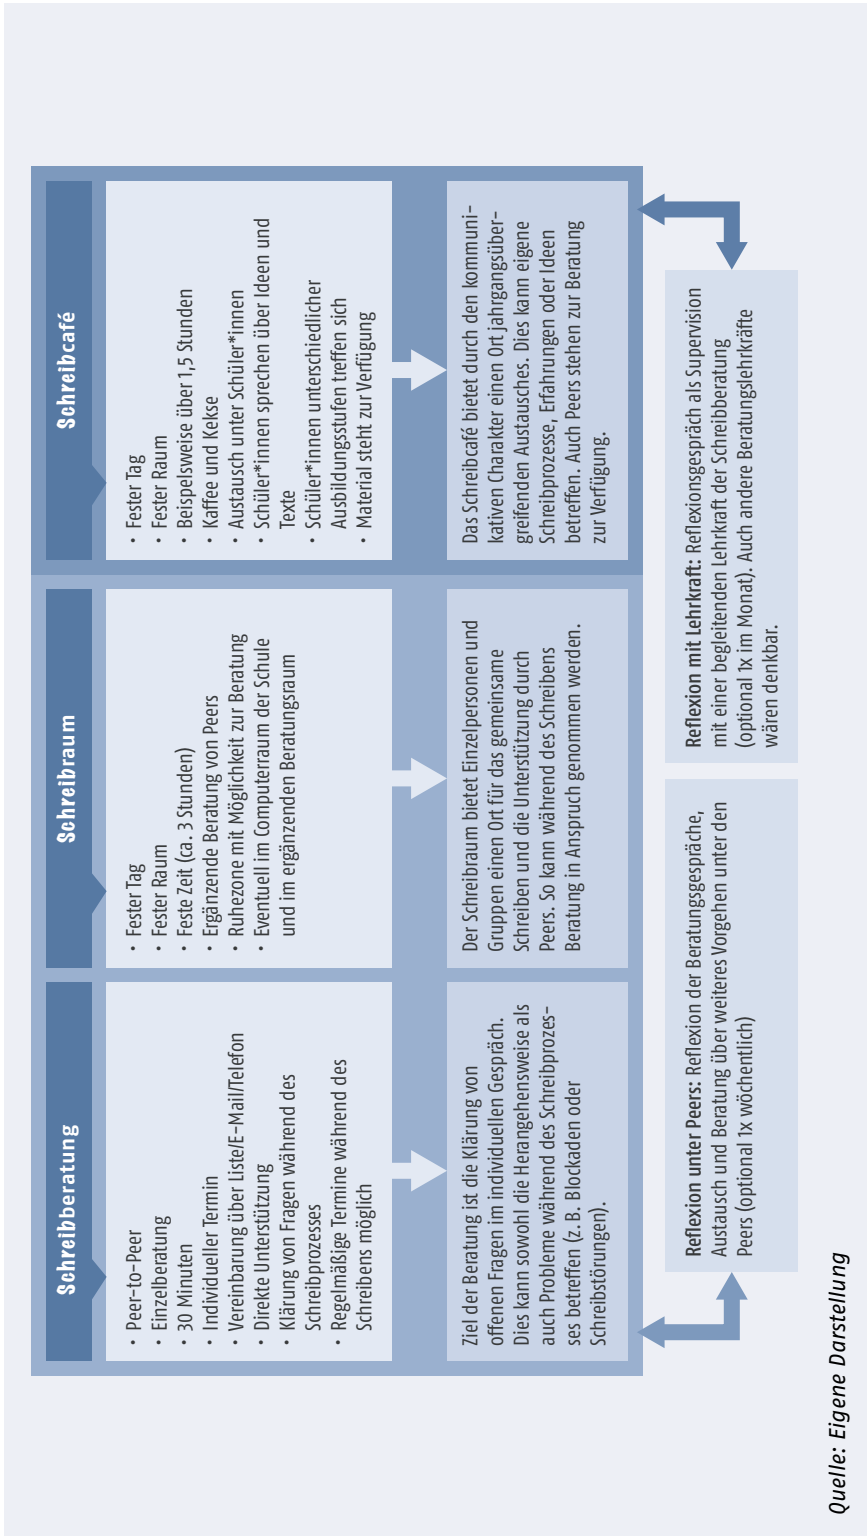 Schreibberatung
• Peer-to-Peer
• Einzelberatung
• 30 Minuten
• Individueller Termin
• Vereinbarung über Liste/E-Mail/Telefon
• Direkte Unterstützung
• Klärung von Fragen während des
Schreibprozesses
• Regelmäßige Termine während des
Schreibens möglich
Ziel der Beratung ist die Klärung von
offenen Fragen im individuellen Gespräch.
Dies kann sowohl die Herangehensweise als
auch Probleme während des Schreibprozes-
ses betreffen (z. B. Blockaden oder
Schreibstörungen).
Schreibraum
• Fester Tag
• Fester Raum
• Feste Zeit (ca. 3 Stunden)
• Ergänzende Beratung von Peers
• Ruhezone mit Möglichkeit zur Beratung
• Eventuell im Computerraum der Schule
und im ergänzenden Beratungsraum
Der Schreibraum bietet Einzelpersonen und
Gruppen einen Ort für das gemeinsame
Schreiben und die Unterstützung durch
Peers. So kann während des Schreibens
Beratung in Anspruch genommen werden.
Schreibcafé
• Fester Tag
• Fester Raum
• Beispielsweise über 1,5 Stunden
• Kaffee und Kekse
• Austausch unter Schüler*innen
• Schüler*innen sprechen über Ideen und
Texte
• Schüler*innen unterschiedlicher
Ausbildungsstufen treffen sich
• Material steht zur Verfügung
Das Schreibcafé bietet durch den kommuni-
kativen Charakter einen Ort jahrgangsüber-
greifenden Austausches. Dies kann eigene
Schreibprozesse, Erfahrungen oder Ideen
betreffen. Auch Peers stehen zur Beratung
zur Verfügung.
Reflexion unter Peers: Reflexion der Beratungsgespräche,
Austausch und Beratung über weiteres Vorgehen unter den
Peers (optional 1x wöchentlich)
Reflexion mit Lehrkraft: Reflexionsgespräch als Supervision
mit einer begleitenden Lehrkraft der Schreibberatung
(optional 1x im Monat). Auch andere Beratungslehrkräfte
wären denkbar.
Quelle: Eigene Darstellung